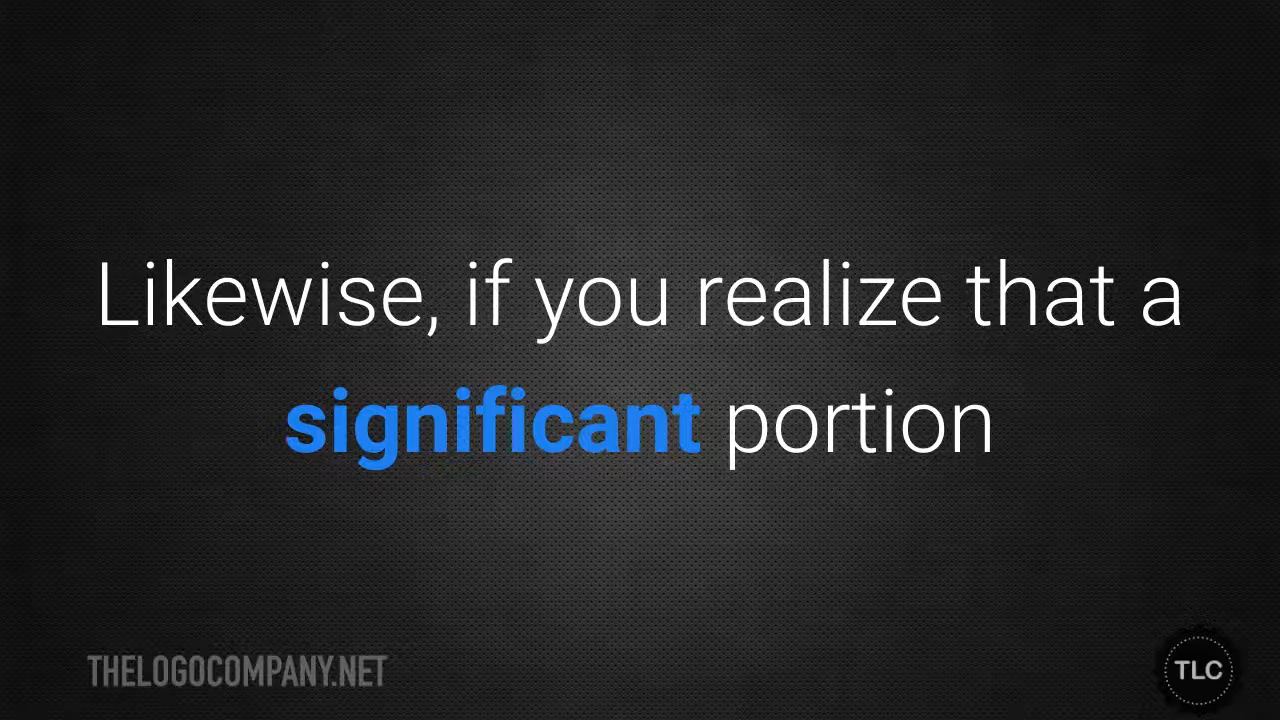 Likewise, if you realize that a
significant portion
THELOGOCOMPANY.NET
TLC